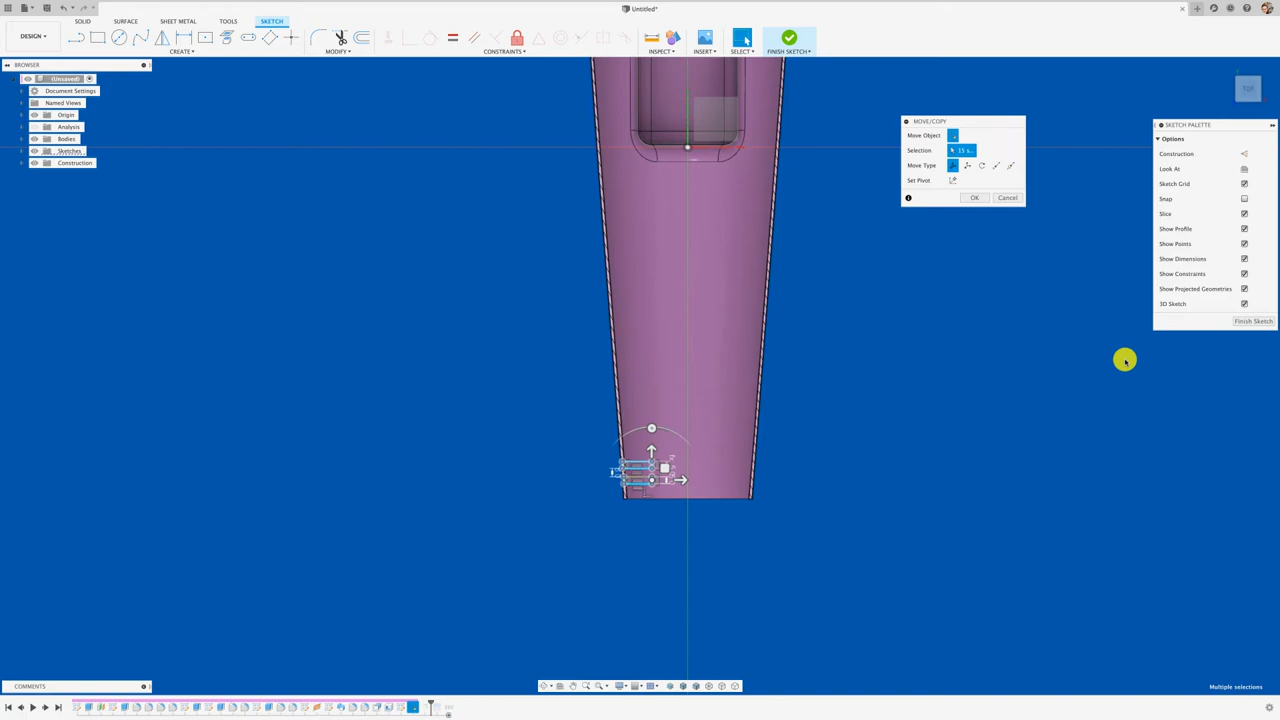 Untitled*
DESIGN
SOLID
SURFACE
SHEET METAL
TOOLS
SKETCH
CREATE
MODIFY
CONSTRAINTS
INSPECT
INSERT
SELECT
FINISH SKETCH
BROWSER
(Unsaved)
Document Settings
Named Views
Origin
Analysis
Bodies
Sketches
Construction
MOVE/COPY
Move Object
Selection
15 s...
Move Type
Set Pivot
OK
Cancel
SKETCH PALETTE
Options
Construction
Look At
Sketch Grid
Snap
Slice
Show Profile
Show Points
Show Dimensions
Show Constraints
Show Projected Geometries
3D Sketch
Finish Sketch
TOP
COMMENTS
Multiple selections